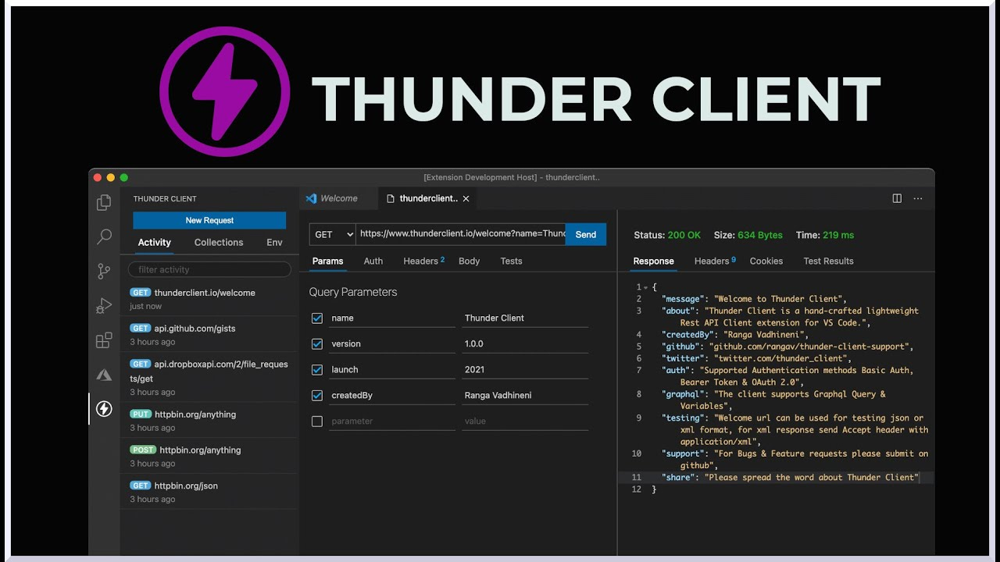 THUNDER CLIENT
[Extension Development Host] - thunderclient..
THUNDER CLIENT
New Request
Activity Collections Env
filter activity
GET thunderclient.io/welcome
just now
GET api.github.com/gists
3 hours ago
GET api.dropboxapi.com/2/file_reques
ts/get
3 hours ago
PUT httpbin.org/anything
3 hours ago
POST httpbin.org/anything
3 hours ago
GET httpbin.org/json
3 hours ago
Welcome thunderclient..
GET https://www.thunderclient.io/welcome?name=Thund Send
Params Auth Headers 2 Body Tests
Query Parameters
name Thunder Client
version 1.0.0
launch 2021
createdBy Ranga Vadhineni
parameter value
Status: 200 OK Size: 634 Bytes Time: 219 ms
Response Headers 9 Cookies Test Results
1 {
2 "message": "Welcome to Thunder Client",
3 "about": "Thunder Client is a hand-crafted lightweight
Rest API Client extension for VS Code.",
4 "createdBy": "Ranga Vadhineni",
5 "github": "github.com/rangav/thunder-client-support",
6 "twitter": "twitter.com/thunder_client",
7 "auth": "Supported Authentication methods Basic Auth,
Bearer Token & OAuth 2.0",
8 "graphql": "The client supports Graphql Query &
Variables",
9 "testing": "Welcome url can be used for testing json or
xml format, for xml response send Accept header with
application/xml",
10 "support": "For Bugs & Feature requests please submit on
github",
11 "share": "Please spread the word about Thunder Client"
12 }